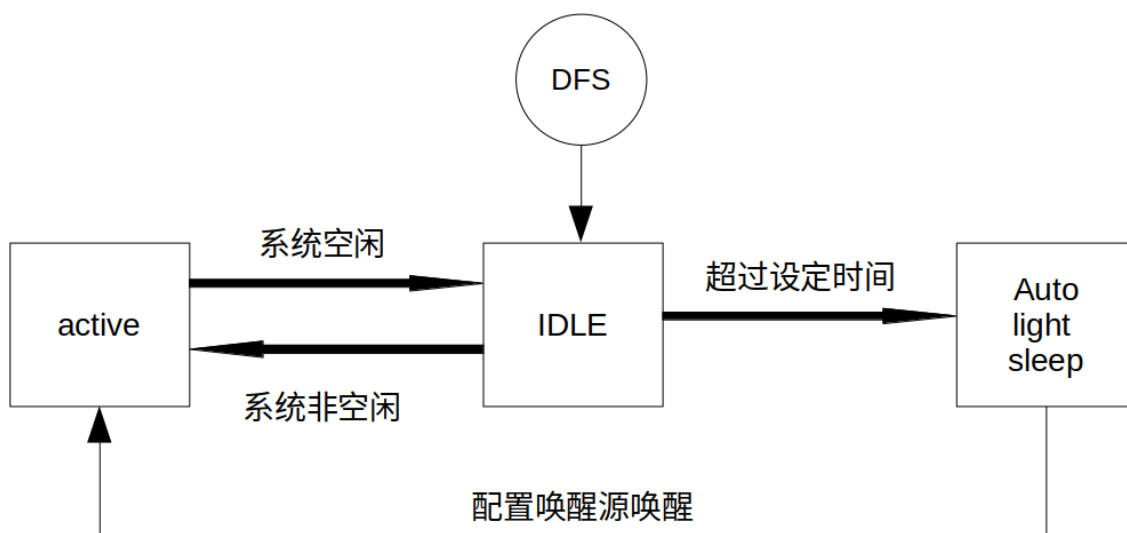 DFS
系统空闲
超过设定时间
active
IDLE
Auto
light
sleep
系统非空闲
配置唤醒源唤醒